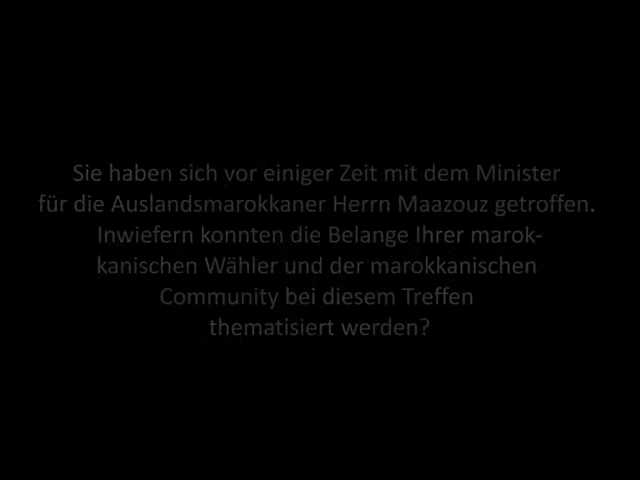 Sie haben sich vor einiger Zeit mit dem Minister
für die Auslandsmarokkaner Herrn Maazouz getroffen.
Inwiefern konnten die Belange Ihrer marok-
kanischen Wähler und der marokkanischen
Community bei diesem Treffen
thematisiert werden?